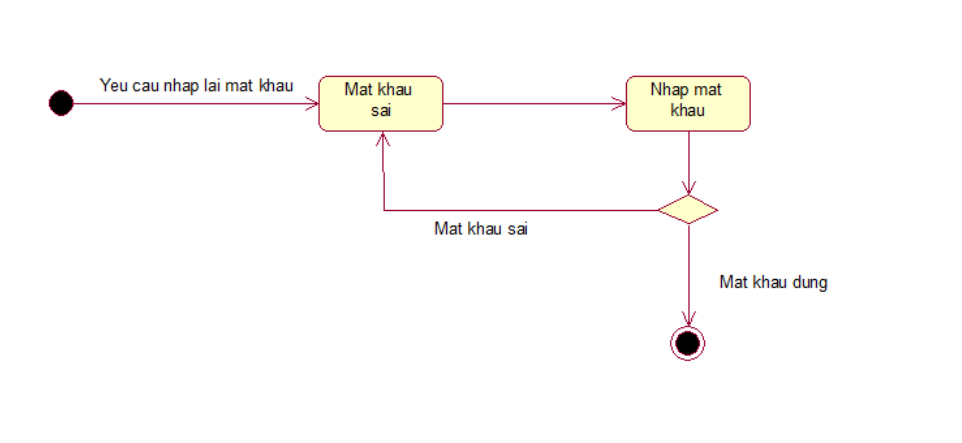 Yeu cau nhap lai mat khau
Mat khau
sai
Nhap mat
khau
Mat khau sai
Mat khau dung